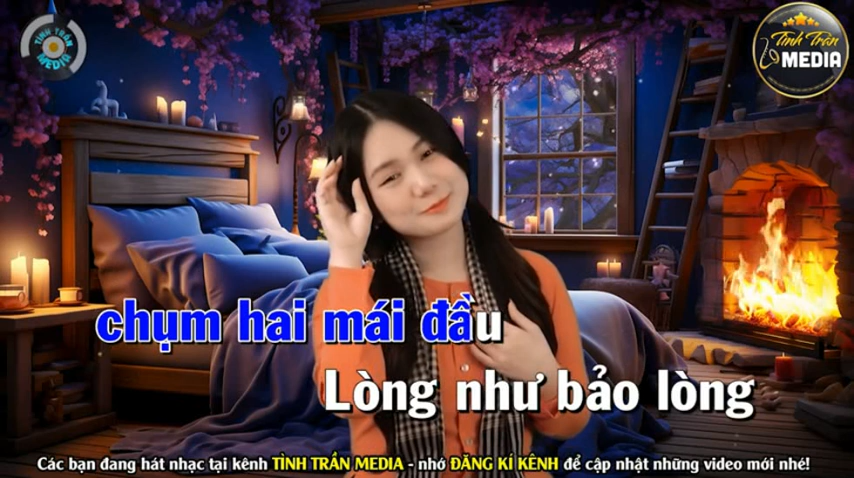 TÌNH TRẦN MEDIA
Tình Trần
MEDIA
chụm hai mái đầu
Lòng như bảo lòng
Các bạn đang hát nhạc tại kênh TÌNH TRẦN MEDIA - nhớ ĐĂNG KÍ KÊNH để cập nhật những video mới nhé!